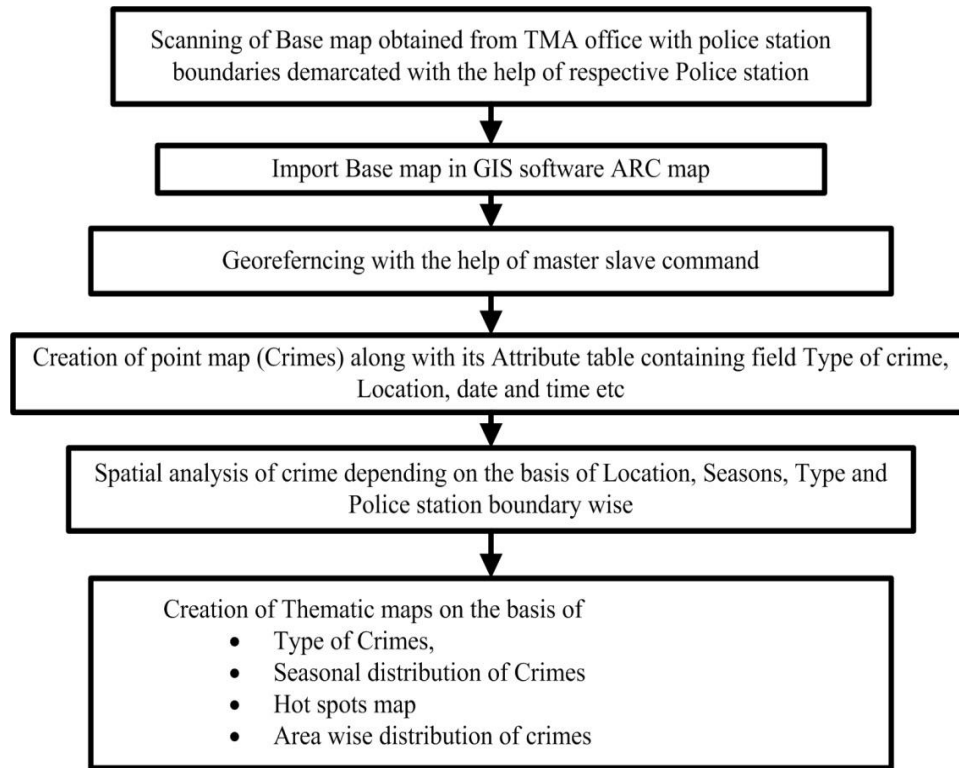 Scanning of Base map obtained from TMA office with police station
boundaries demarcated with the help of respective Police station
Import Base map in GIS software ARC map
Georeferncing with the help of master slave command
Creation of point map (Crimes) along with its Attribute table containing field Type of crime,
Location, date and time etc
Spatial analysis of crime depending on the basis of Location, Seasons, Type and
Police station boundary wise
Creation of Thematic maps on the basis of
• Type of Crimes,
• Seasonal distribution of Crimes
• Hot spots map
• Area wise distribution of crimes